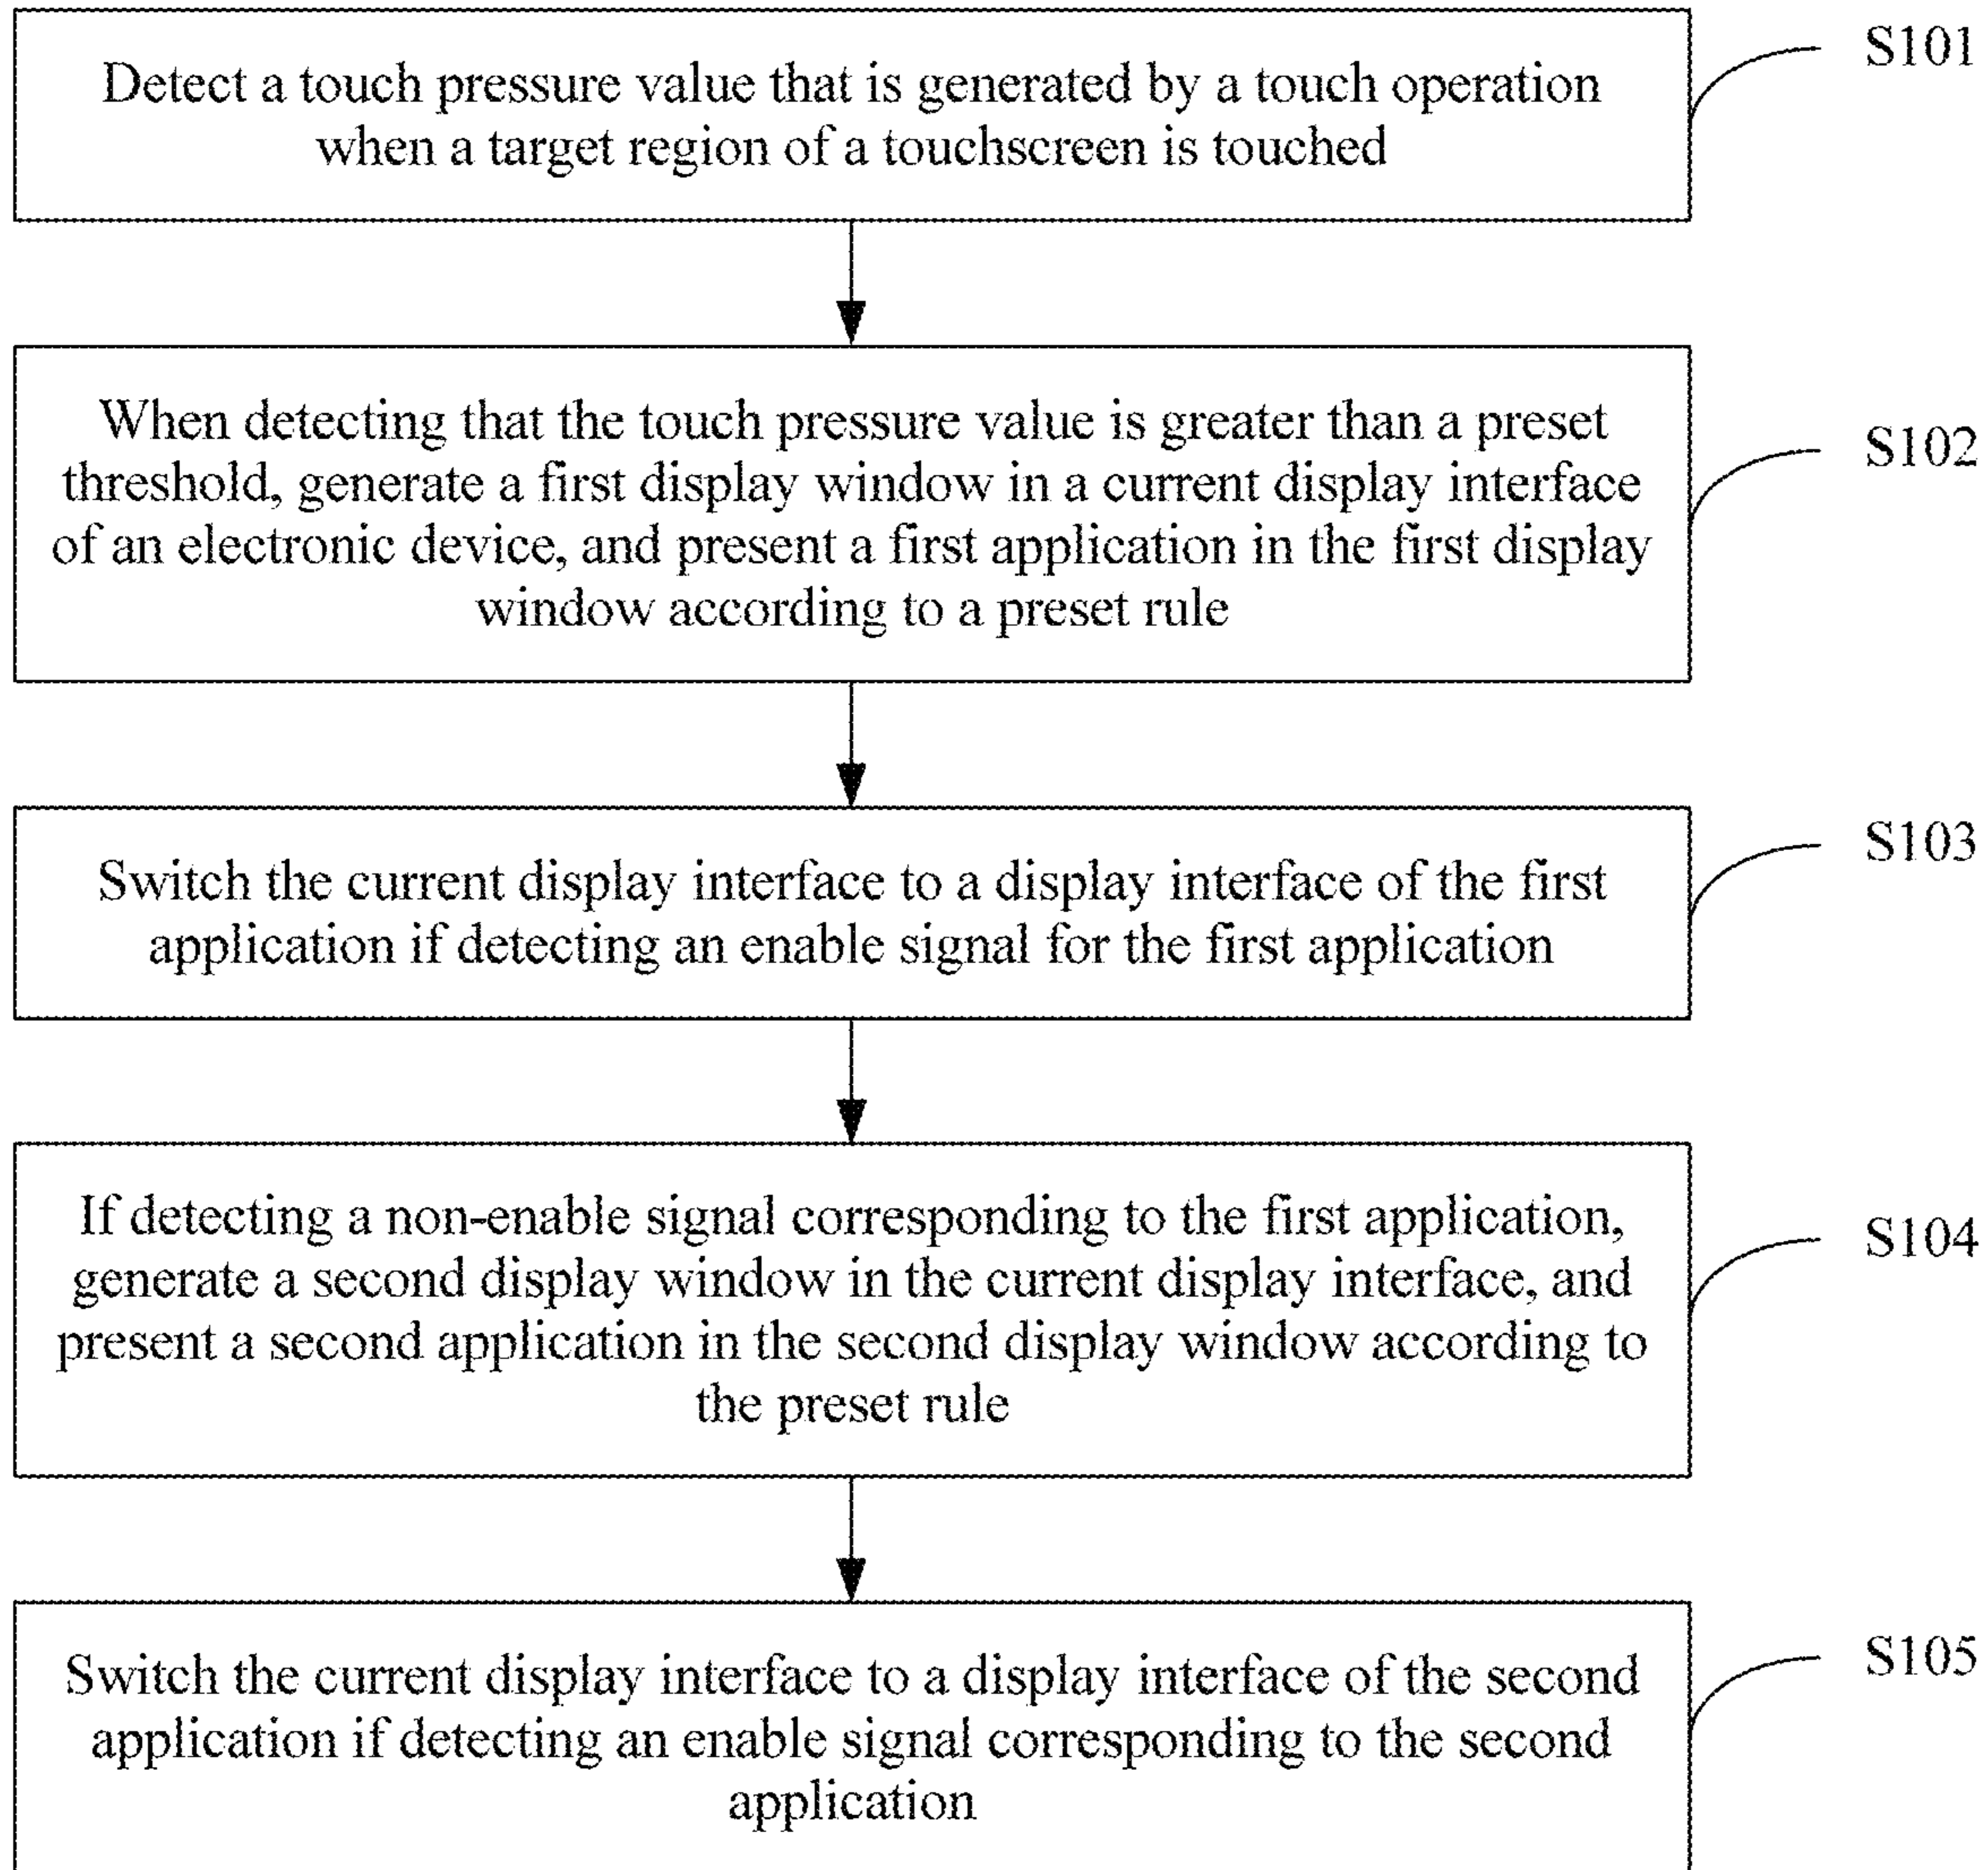 Detect a touch pressure value that is generated by a touch operation
when a target region of a touchscreen is touched
S101
When detecting that the touch pressure value is greater than a preset
threshold, generate a first display window in a current display interface
of an electronic device, and present a first application in the first display
window according to a preset rule
S102
Switch the current display interface to a display interface of the first
application if detecting an enable signal for the first application
S103
If detecting a non-enable signal corresponding to the first application,
generate a second display window in the current display interface, and
present a second application in the second display window according to
the preset rule
S104
Switch the current display interface to a display interface of the second
application if detecting an enable signal corresponding to the second
application
S105